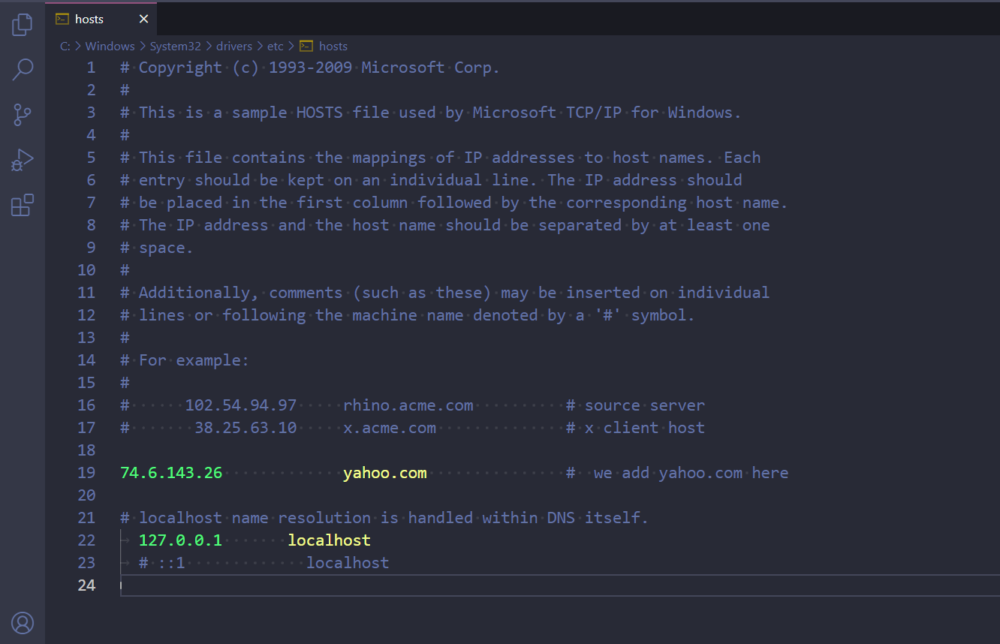 hosts
C: > Windows > System32 > drivers > etc > hosts
1 # Copyright (c) 1993-2009 Microsoft Corp.
2 #
3 # This is a sample HOSTS file used by Microsoft TCP/IP for Windows.
4 #
5 # This file contains the mappings of IP addresses to host names. Each
6 # entry should be kept on an individual line. The IP address should
7 # be placed in the first column followed by the corresponding host name.
8 # The IP address and the host name should be separated by at least one
9 # space.
10 #
11 # Additionally, comments (such as these) may be inserted on individual
12 # lines or following the machine name denoted by a '#' symbol.
13 #
14 # For example:
15 #
16 #      102.54.94.97     rhino.acme.com          # source server
17 #       38.25.63.10     x.acme.com              # x client host
18
19 74.6.143.26             yahoo.com               #  we add yahoo.com here
20
21 # localhost name resolution is handled within DNS itself.
22   127.0.0.1       localhost
23   # ::1             localhost
24